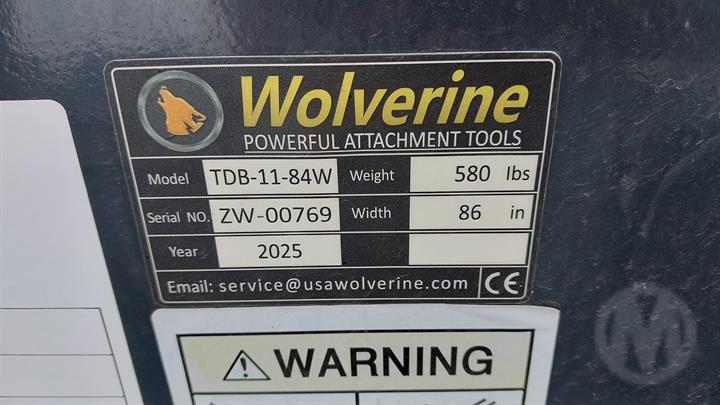 Wolverine
POWERFUL ATTACHMENT TOOLS
Model TDB-11-84W Weight 580 lbs
Serial NO. ZW-00769 Width 86 in
Year 2025
Email: service@usawolverine.com CE
⚠ WARNING
M